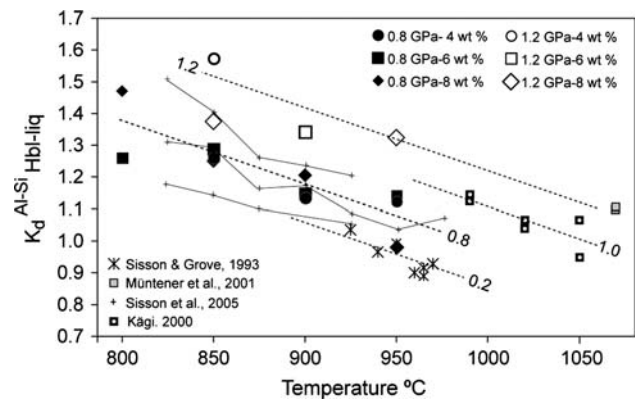 1.7
1.6
1.5
1.4
1.3
1.2
1.1
1.0
0.9
0.8
0.7
Kd Al-Si Hbl-liq
0.8 GPa- 4 wt %
0.8 GPa-6 wt %
0.8 GPa-8 wt %
1.2 GPa-4 wt %
1.2 GPa-6 wt %
1.2 GPa-8 wt %
1.2
0.8
1.0
0.2
Sisson & Grove, 1993
Müntener et al., 2001
Sisson et al., 2005
Kägi. 2000
800 850 900 950 1000 1050
Temperature ºC